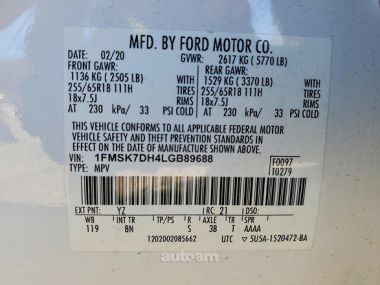 MFD. BY FORD MOTOR CO.
02/20 GVWR: 2617 KG ( 5770 LB)
FRONT GAWR: REAR GAWR:
1136 KG ( 2505 LB) 1529 KG ( 3370 LB)
255/65R18 111H TIRES 255/65R18 111H TIRES
18x7.5J RIMS 18x7.5J RIMS
AT 230 kPa/ 33 PSI COLD AT 230 kPa/ 33 PSI COLD
THIS VEHICLE CONFORMS TO ALL APPLICABLE FEDERAL MOTOR VEHICLE
SAFETY AND THEFT PREVENTION STANDARDS IN EFFECT ON THE DATE OF
MANUFACTURE SHOWN ABOVE.
VIN: 1FMSK7DH4LGB89688 F0097
TYPE: MPV T0279
EXT PNT: YZ RC: 21
WB INT TR TP/PS R AXLE TR SPR
119 8N S 3B T AAAA
1202002085662 UTC 5U5A-1520472-BA
autoam